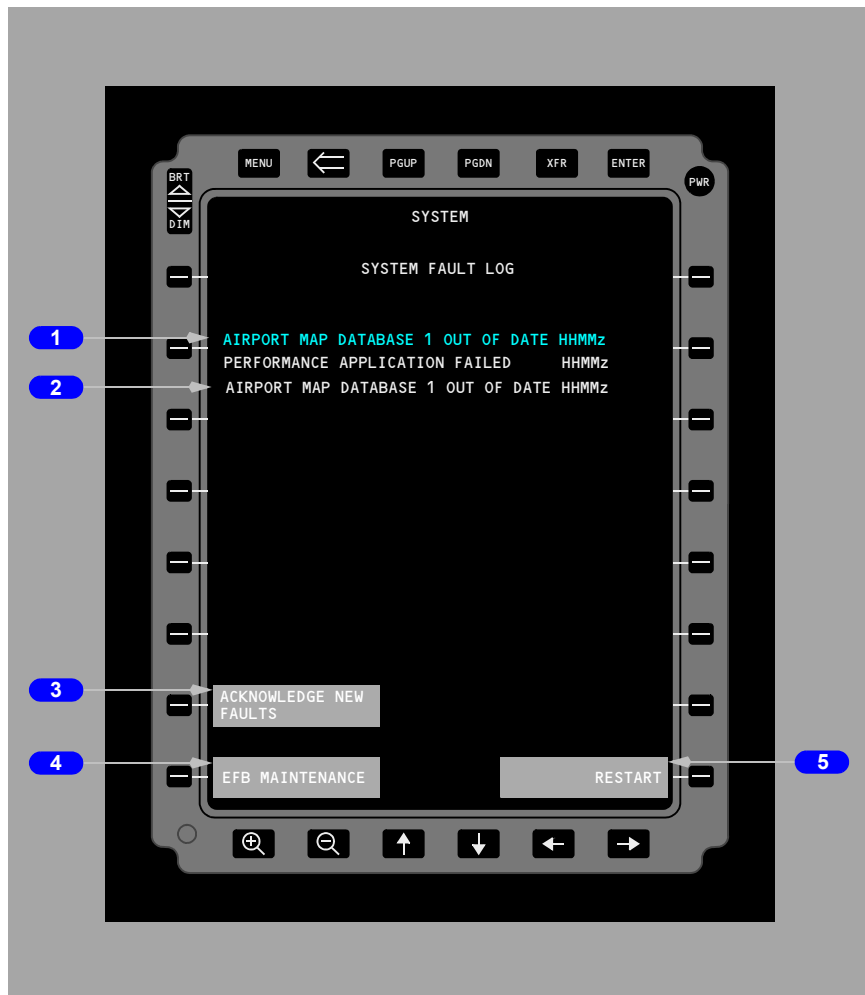 MENU PGUP PGDN XFR ENTER
BRT
DIM
PWR
SYSTEM
SYSTEM FAULT LOG
1
AIRPORT MAP DATABASE 1 OUT OF DATE HHMMz
PERFORMANCE APPLICATION FAILED HHMMz
2
AIRPORT MAP DATABASE 1 OUT OF DATE HHMMz
3
ACKNOWLEDGE NEW
FAULTS
4
EFB MAINTENANCE
RESTART
5